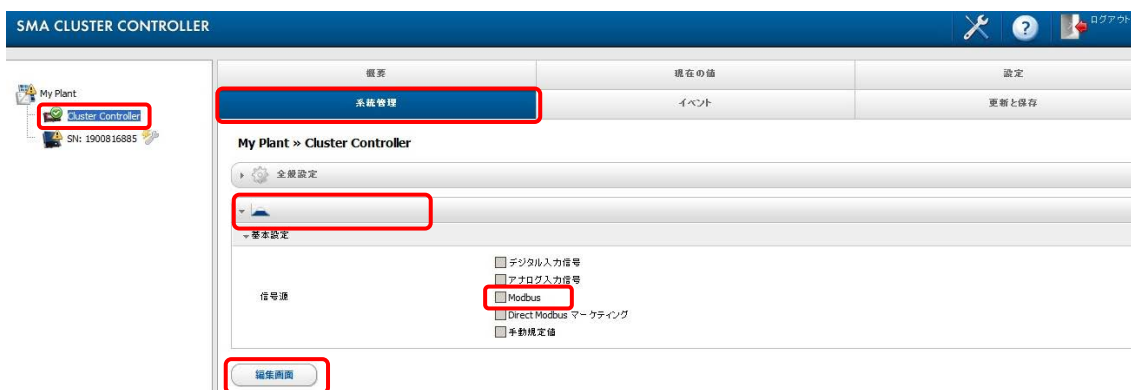 SMA CLUSTER CONTROLLER
ログアウト
My Plant
Cluster Controller
SN: 1900816885
概要
現在の値
設定
系統管理
イベント
更新と保存
My Plant » Cluster Controller
全般設定
基本設定
信号源
デジタル入力信号
アナログ入力信号
Modbus
Direct Modbus マーケティング
手動規定値
編集画面